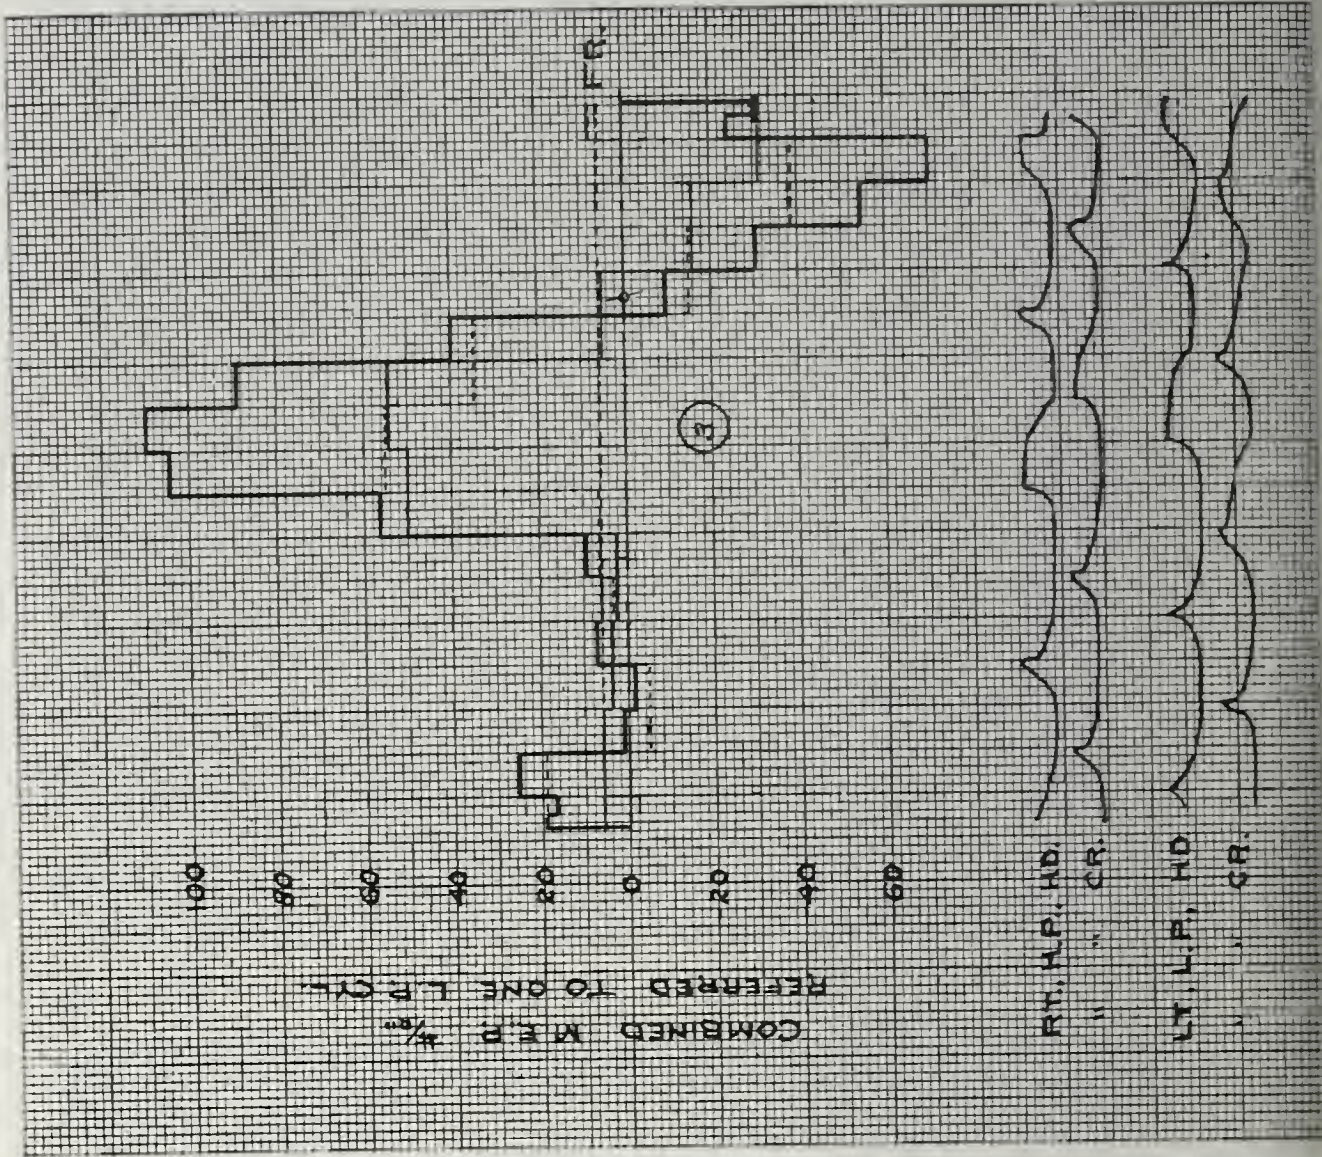 FR.
3
100
80
60
40
20
0
20
40
60
COMBINED M.E.P. #/□"
REFERRED TO ONE L.P. CYL.
RT., H.P., HD.
" " CR.
LT., L.P., HD
" " CR.